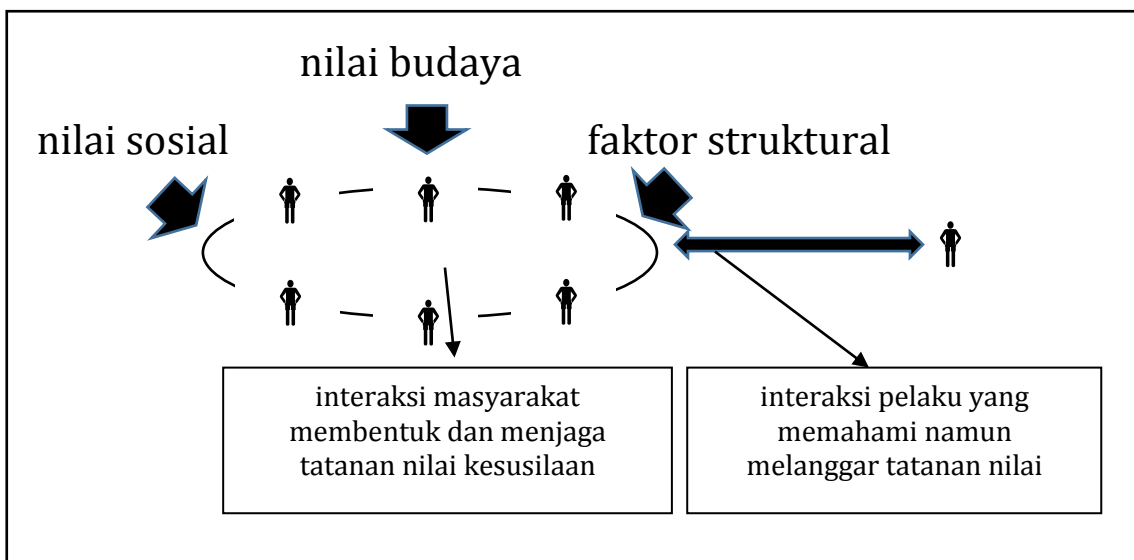 nilai budaya
nilai sosial
faktor struktural
interaksi masyarakat
membentuk dan menjaga
tatanan nilai kesusilaan
interaksi pelaku yang
memahami namun
melanggar tatanan nilai